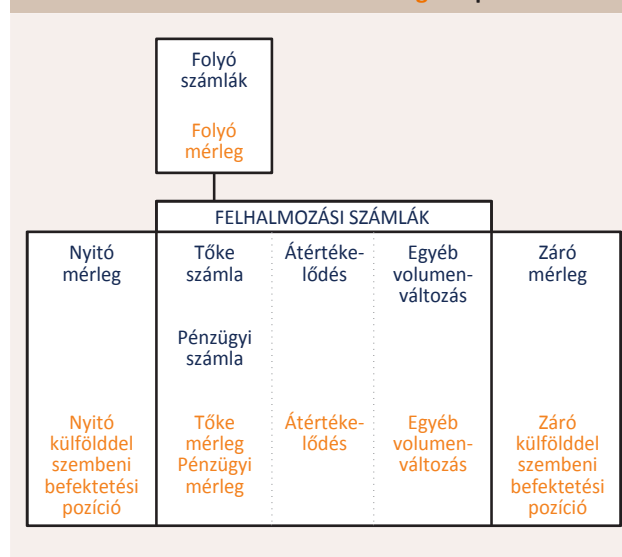 Folyó
számlák
Folyó
mérleg
FELHALMOZÁSI SZÁMLÁK
Nyitó
mérleg
Tőke
számla
Pénzügyi
számla
Átértéke-
lődés
Egyéb
volumen-
változás
Záró
mérleg
Nyitó
külfölddel
szembeni
befektetési
pozíció
Tőke
mérleg
Pénzügyi
mérleg
Átértéke-
lődés
Egyéb
volumen-
változás
Záró
külfölddel
szembeni
befektetési
pozíció